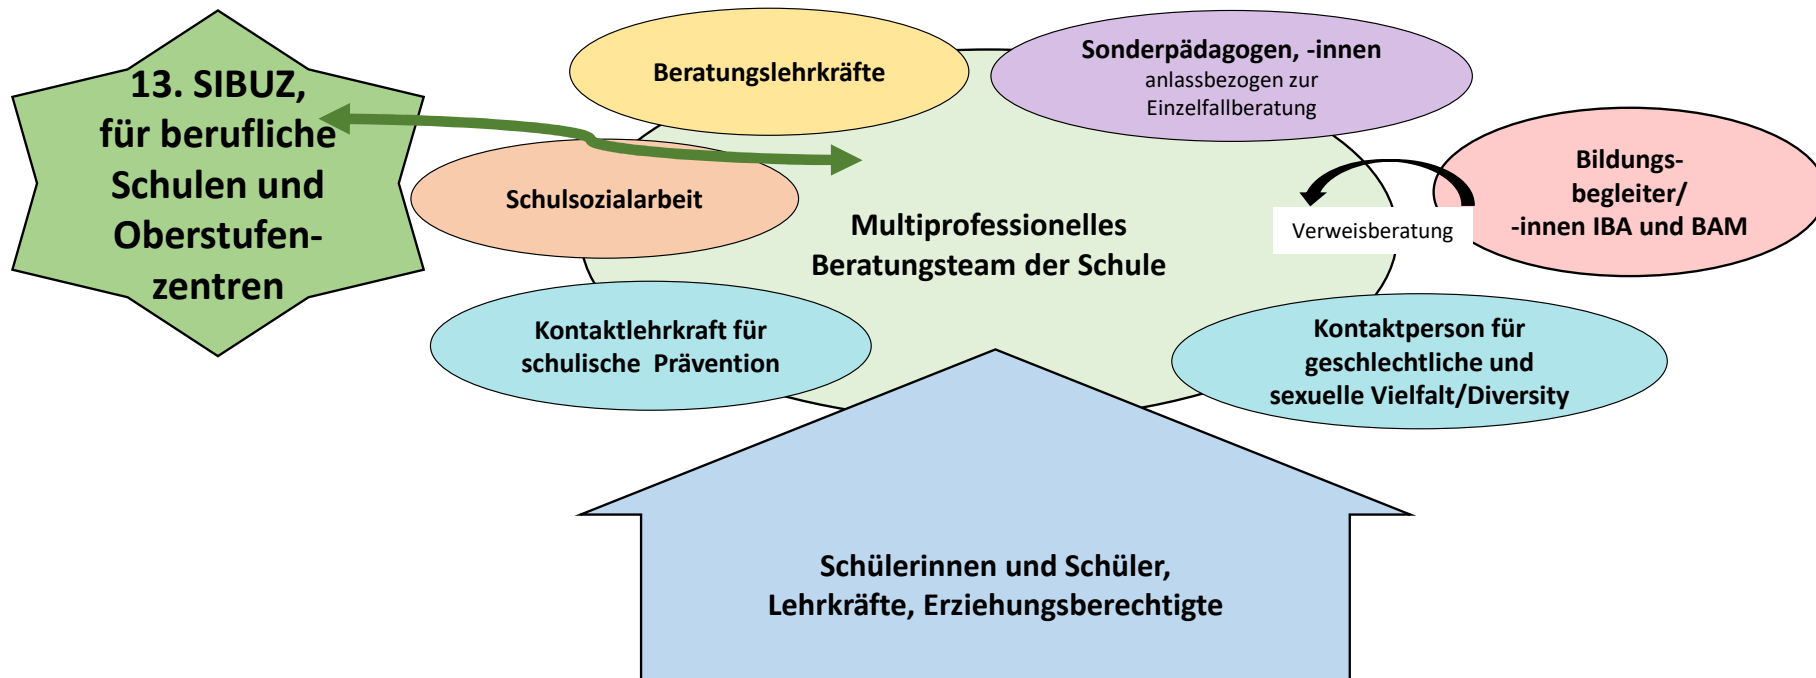 13. SIBUZ,
für berufliche
Schulen und
Oberstufen-
zentren
Beratungslehrkräfte
Sonderpädagogen, -innen
anlassbezogen zur
Einzelfallberatung
Schulsozialarbeit
Multiprofessionelles
Beratungsteam der Schule
Verweisberatung
Bildungs-
begleiter/
-innen IBA und BAM
Kontaktlehrkraft für
schulische Prävention
Kontaktperson für
geschlechtliche und
sexuelle Vielfalt/Diversity
Schülerinnen und Schüler,
Lehrkräfte, Erziehungsberechtigte